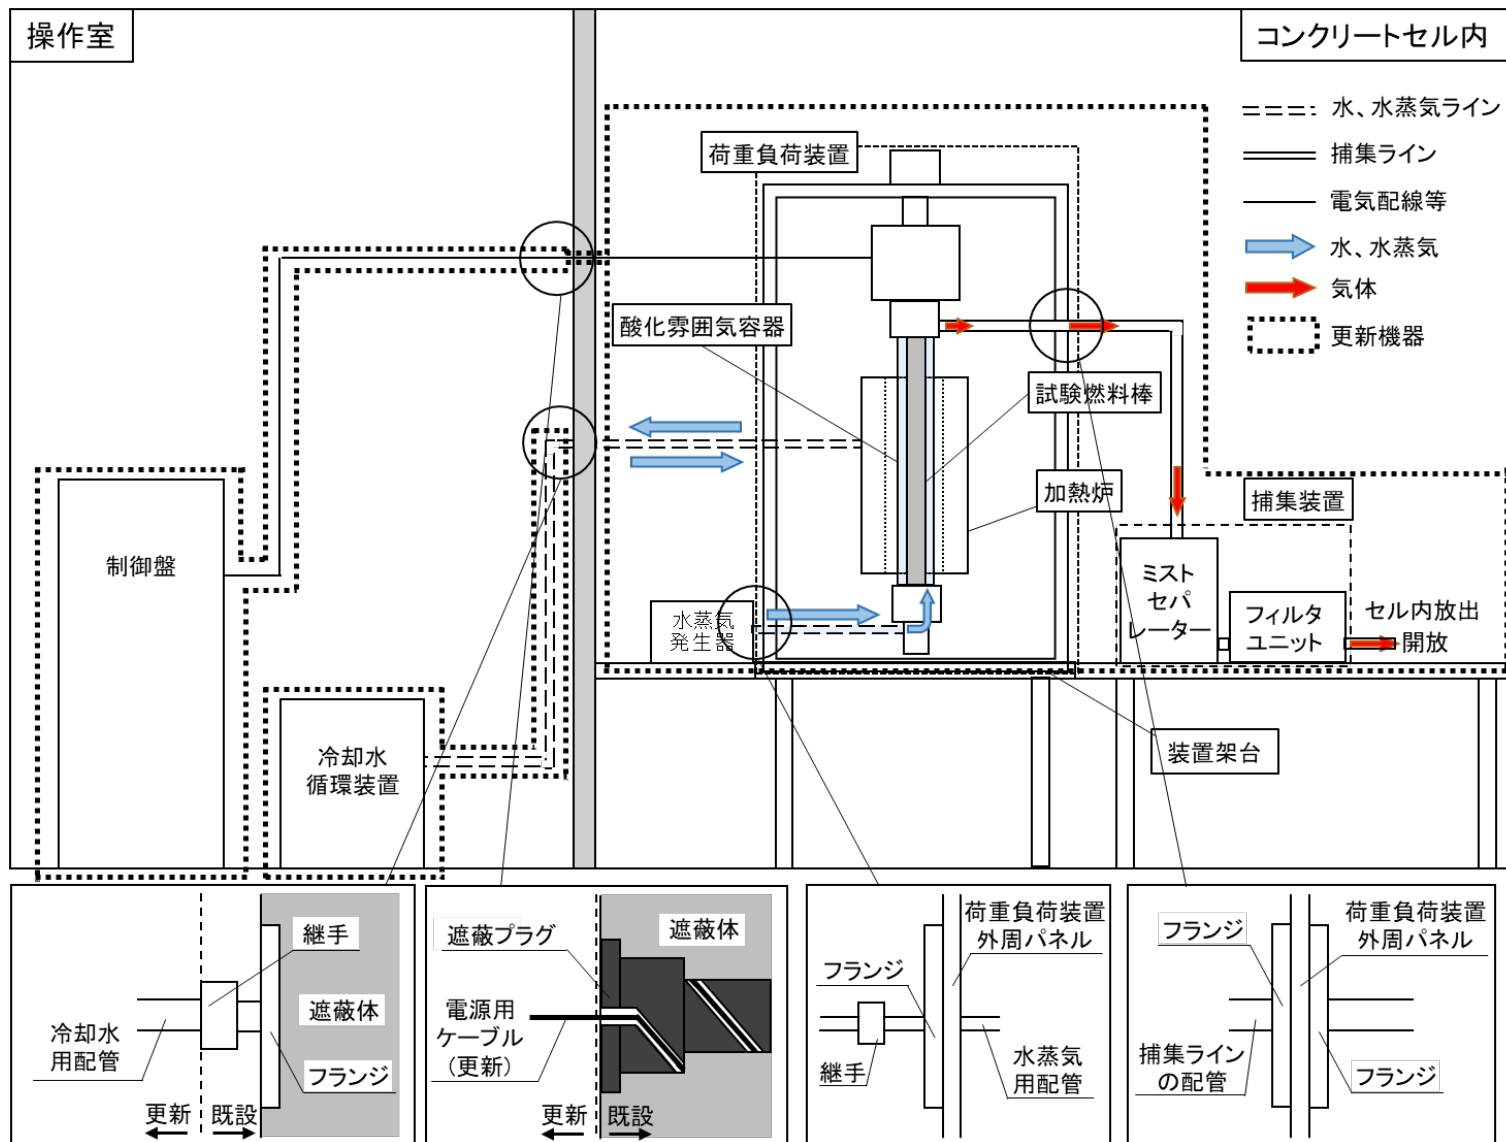 操作室
コンクリートセル内
水、水蒸気ライン
捕集ライン
電気配線等
水、水蒸気
気体
更新機器
荷重負荷装置
酸化雰囲気容器
試験燃料棒
加熱炉
捕集装置
制御盤
ミスト
セパ
レーター
フィルタ
ユニット
セル内放出
開放
水蒸気
発生器
冷却水
循環装置
装置架台
継手
遮蔽体
冷却水
用配管
フランジ
更新
既設
遮蔽プラグ
遮蔽体
電源用
ケーブル
(更新)
更新
既設
荷重負荷装置
外周パネル
フランジ
継手
水蒸気
用配管
フランジ
荷重負荷装置
外周パネル
捕集ライン
の配管
フランジ